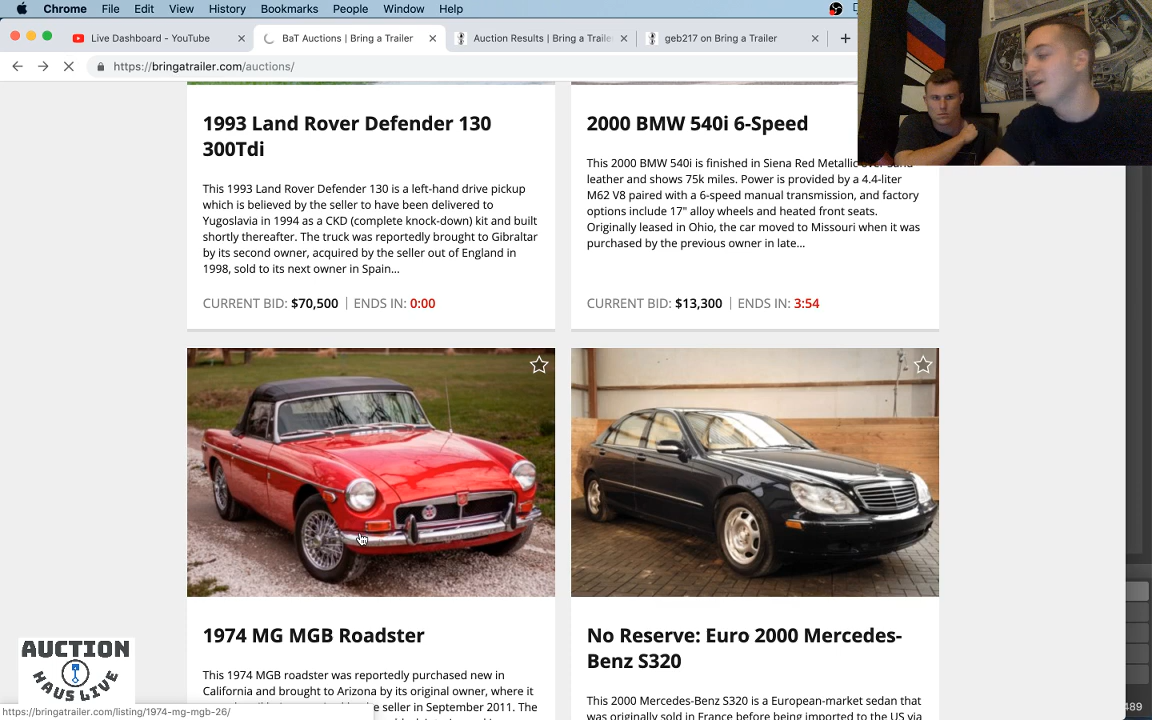 Chrome File Edit View History Bookmarks People Window Help
Live Dashboard - YouTube
BaT Auctions | Bring a Trailer
Auction Results | Bring a Traile
geb217 on Bring a Trailer
https://bringatrailer.com/auctions/
1993 Land Rover Defender 130
300Tdi
This 1993 Land Rover Defender 130 is a left-hand drive pickup
which is believed by the seller to have been delivered to
Yugoslavia in 1994 as a CKD (complete knock-down) kit and built
shortly thereafter. The truck was reportedly brought to Gibraltar
by its second owner, acquired by the seller out of England in
1998, sold to its next owner in Spain...
CURRENT BID: $70,500 | ENDS IN: 0:00
2000 BMW 540i 6-Speed
This 2000 BMW 540i is finished in Siena Red Metallic over sand
leather and shows 75k miles. Power is provided by a 4.4-liter
M62 V8 paired with a 6-speed manual transmission, and factory
options include 17" alloy wheels and heated front seats.
Originally leased in Ohio, the car moved to Missouri when it was
purchased by the previous owner in late...
CURRENT BID: $13,300 | ENDS IN: 3:54
1974 MG MGB Roadster
This 1974 MGB roadster was reportedly purchased new in
California and brought to Arizona by its original owner, where it
seller in September 2011. The
No Reserve: Euro 2000 Mercedes-
Benz S320
This 2000 Mercedes-Benz S320 is a European-market sedan that
was originally sold in France before being imported to the US via
AUCTION
HAUS LIVE
https://bringatrailer.com/listing/1974-mg-mgb-26/
489